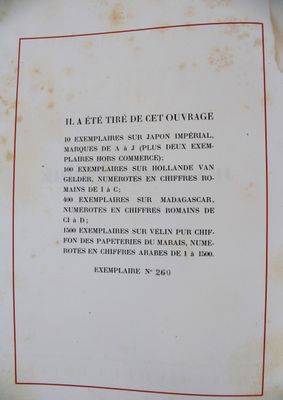 IL A ÉTÉ TIRÉ DE CET OUVRAGE
10 EXEMPLAIRES SUR JAPON IMPÉRIAL,
MARQUÉS DE A à J (PLUS DEUX EXEM-
PLAIRES HORS COMMERCE);
100 EXEMPLAIRES SUR HOLLANDE VAN
GELDER, NUMÉROTÉS EN CHIFFRES RO-
MAINS DE I à C;
400 EXEMPLAIRES SUR MADAGASCAR,
NUMÉROTÉS EN CHIFFRES ROMAINS DE
CI à D;
1500 EXEMPLAIRES SUR VÉLIN PUR CHIF-
FON DES PAPETERIES DU MARAIS, NUMÉ-
ROTÉS EN CHIFFRES ARABES DE 1 à 1500.
EXEMPLAIRE N° 260